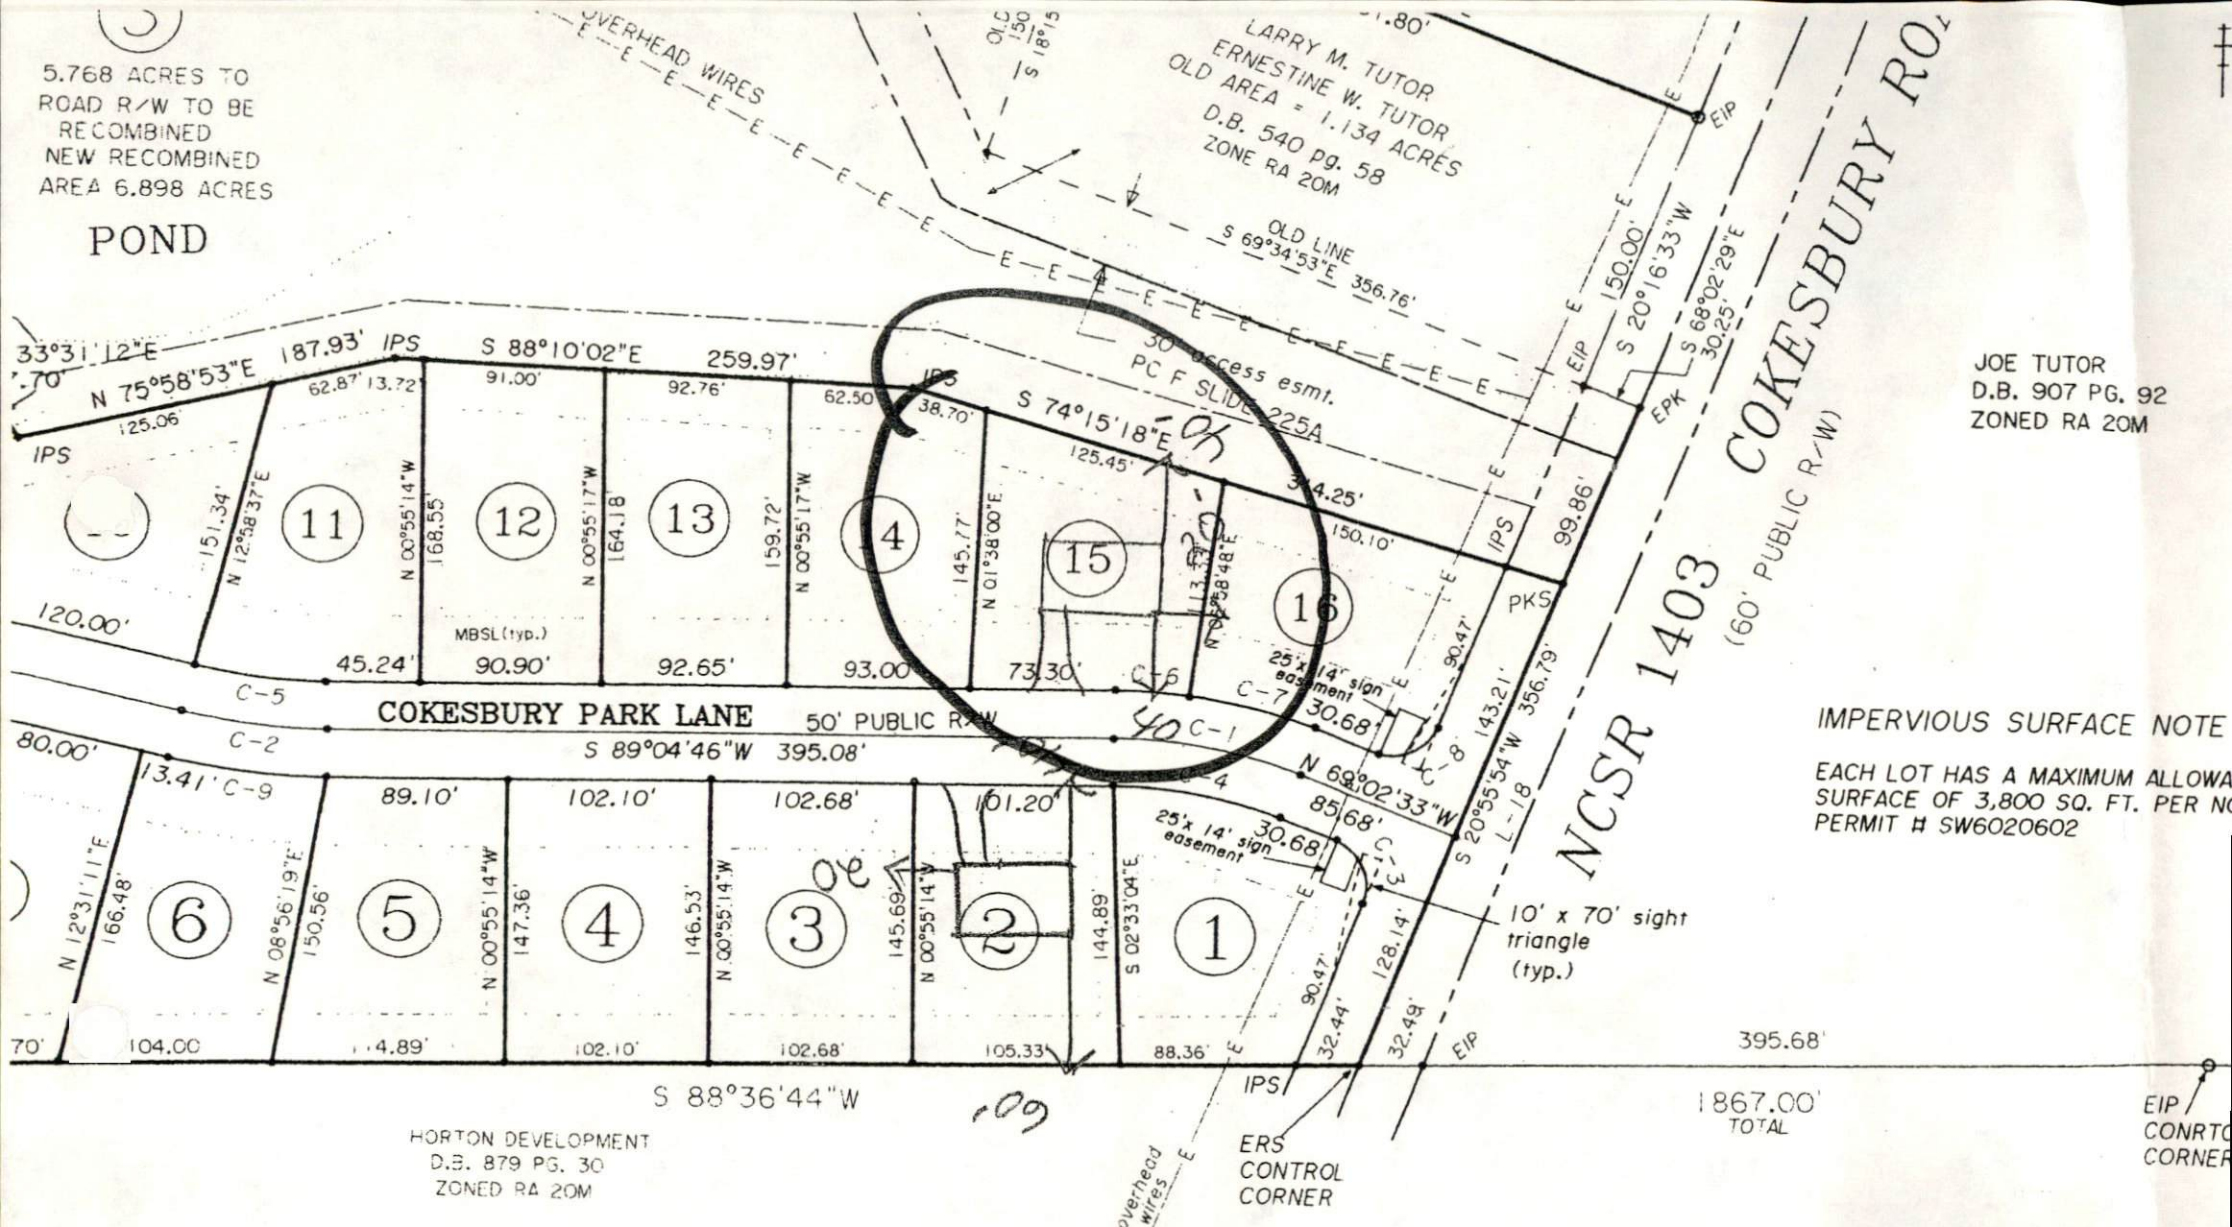 5.768 ACRES TO
ROAD R/W TO BE
RECOMBINED
NEW RECOMBINED
AREA 6.898 ACRES
POND
OVERHEAD WIRES
LARRY M. TUTOR
ERNESTINE W. TUTOR
OLD AREA = 1.134 ACRES
D.B. 540 pg. 58
ZONE RA 20M
OLD LINE
S 69°34'53"E 356.76'
EIP
150.00'
S 20°16'33"W
S 68°02'29"E
30.25'
EIP
EPK
COKESBURY
NCSR 1403
(60' PUBLIC R/W)
JOE TUTOR
D.B. 907 PG. 92
ZONED RA 20M
33°31'12"E
N 75°58'53"E 187.93'
IPS
S 88°10'02"E 259.97'
125.06
62.87' 13.72'
91.00'
92.76'
62.50
38.70'
IPS
30' access esmt.
PC F SLIDE 225A
S 74°15'18"E
125.45'
150.10'
99.86'
IPS
PKS
IPS
151.34'
N 12°58'37"E
11
N 00°55'14"W
168.55'
12
N 00°55'17"W
164.18'
13
159.72'
N 00°55'17"W
145.77'
N 01°38'00"E
15
16
MBSL(typ.)
120.00'
45.24'
90.90'
92.65'
93.00'
73.30'
C-6
C-7
C-5
COKESBURY PARK LANE
50' PUBLIC R/W
S 89°04'46"W 395.08'
40
C-1
25'x 14' sign
easement
30.68'
90.47'
143.21'
356.79'
S 20°55'54"W
L-18
N 69°02'33"W
85.68'
80.00'
C-2
13.41' C-9
89.10'
102.10'
102.68'
101.20'
25'x 14' sign
easement
30.68
C-3
N 12°31'11"E
166.48'
6
N 08°56'19"E
150.56'
5
N 00°55'14"W
147.36'
4
146.53'
N 00°55'14"W
3
145.69'
N 00°55'14"W
2
144.89'
S 02°33'04"E
1
90.47'
128.14'
10' x 70' sight
triangle
(typ.)
IMPERVIOUS SURFACE NOTE
EACH LOT HAS A MAXIMUM
SURFACE OF 3,800 SQ. FT. PER
PERMIT # SW6020602
70'
104.00
102.10'
102.68'
105.33'
88.36'
32.44'
32.49'
EIP
395.68'
S 88°36'44"W
60'
IPS
1867.00'
TOTAL
HORTON DEVELOPMENT
D.B. 879 PG. 30
ZONED RA 20M
ERS
CONTROL
CORNER
overhead
wires
EIP
CORNER